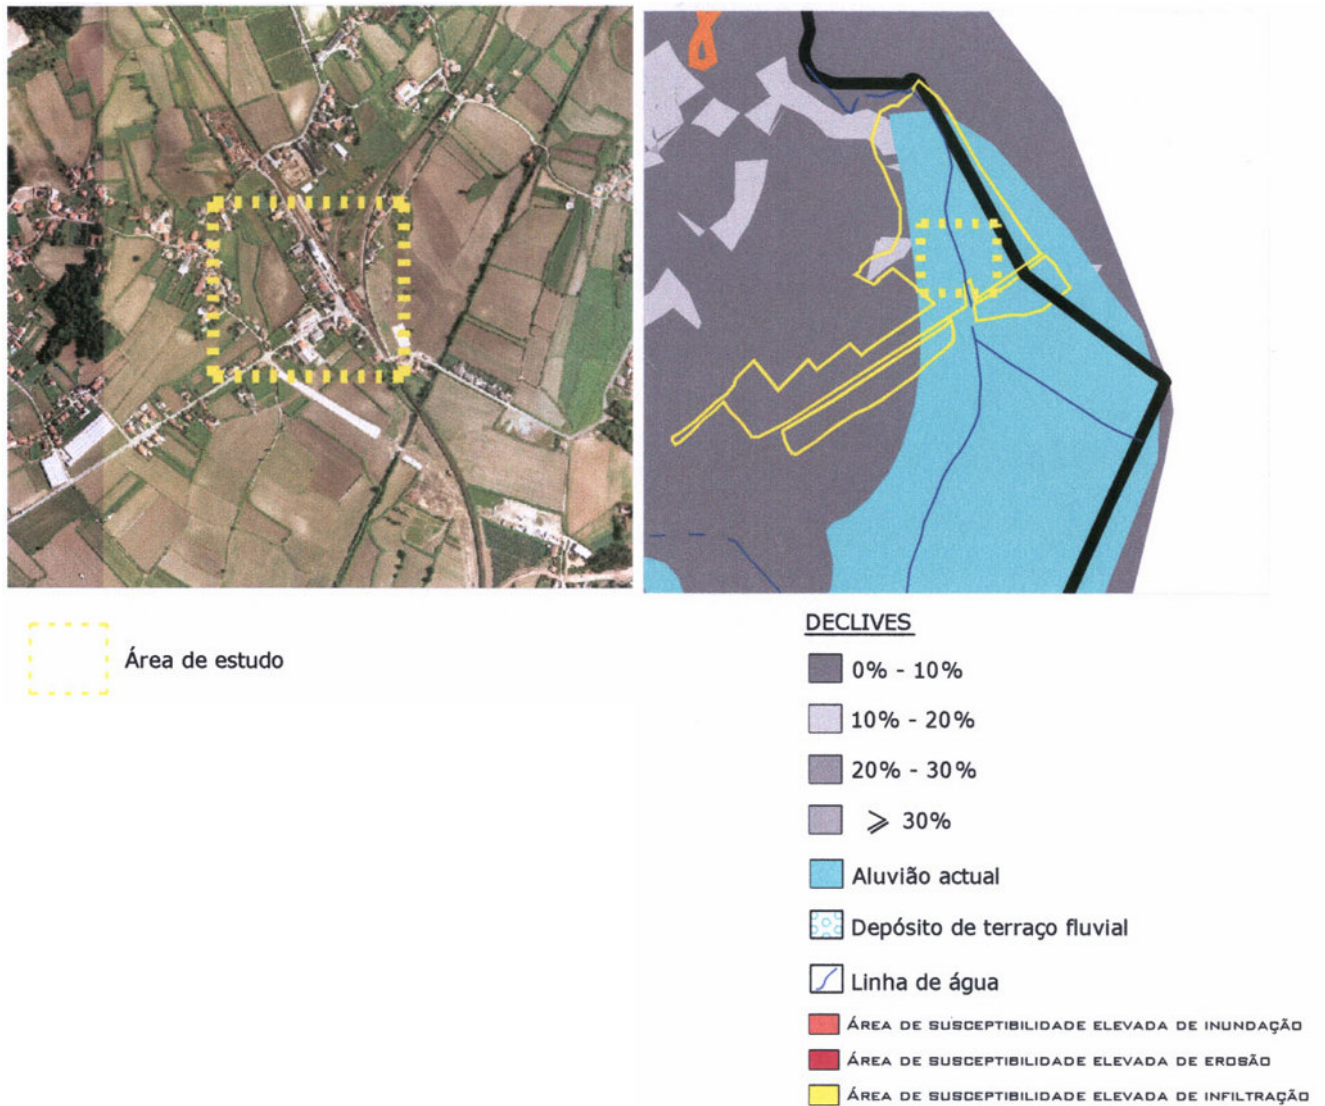 Área de estudo
DECLIVES
0% - 10%
10% - 20%
20% - 30%
⩾ 30%
Aluvião actual
Depósito de terraço fluvial
Linha de água
ÁREA DE SUSCEPTIBILIDADE ELEVADA DE INUNDAÇÃO
ÁREA DE SUSCEPTIBILIDADE ELEVADA DE EROSÃO
ÁREA DE SUSCEPTIBILIDADE ELEVADA DE INFILTRAÇÃO